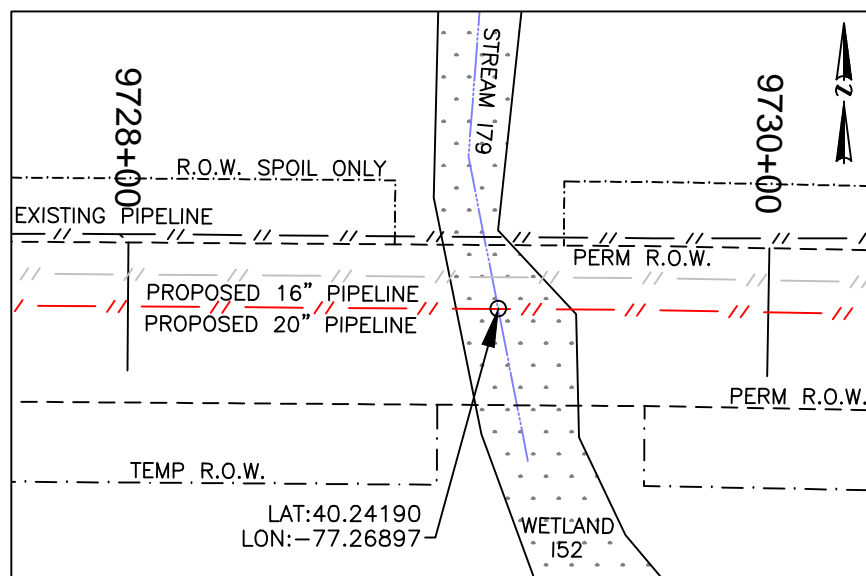 STREAM 179
9728+00
9730+00
N
R.O.W. SPOIL ONLY
EXISTING PIPELINE
PERM R.O.W.
PROPOSED 16" PIPELINE
PROPOSED 20" PIPELINE
PERM R.O.W.
TEMP R.O.W.
LAT:40.24190
LON:-77.26897
WETLAND
152